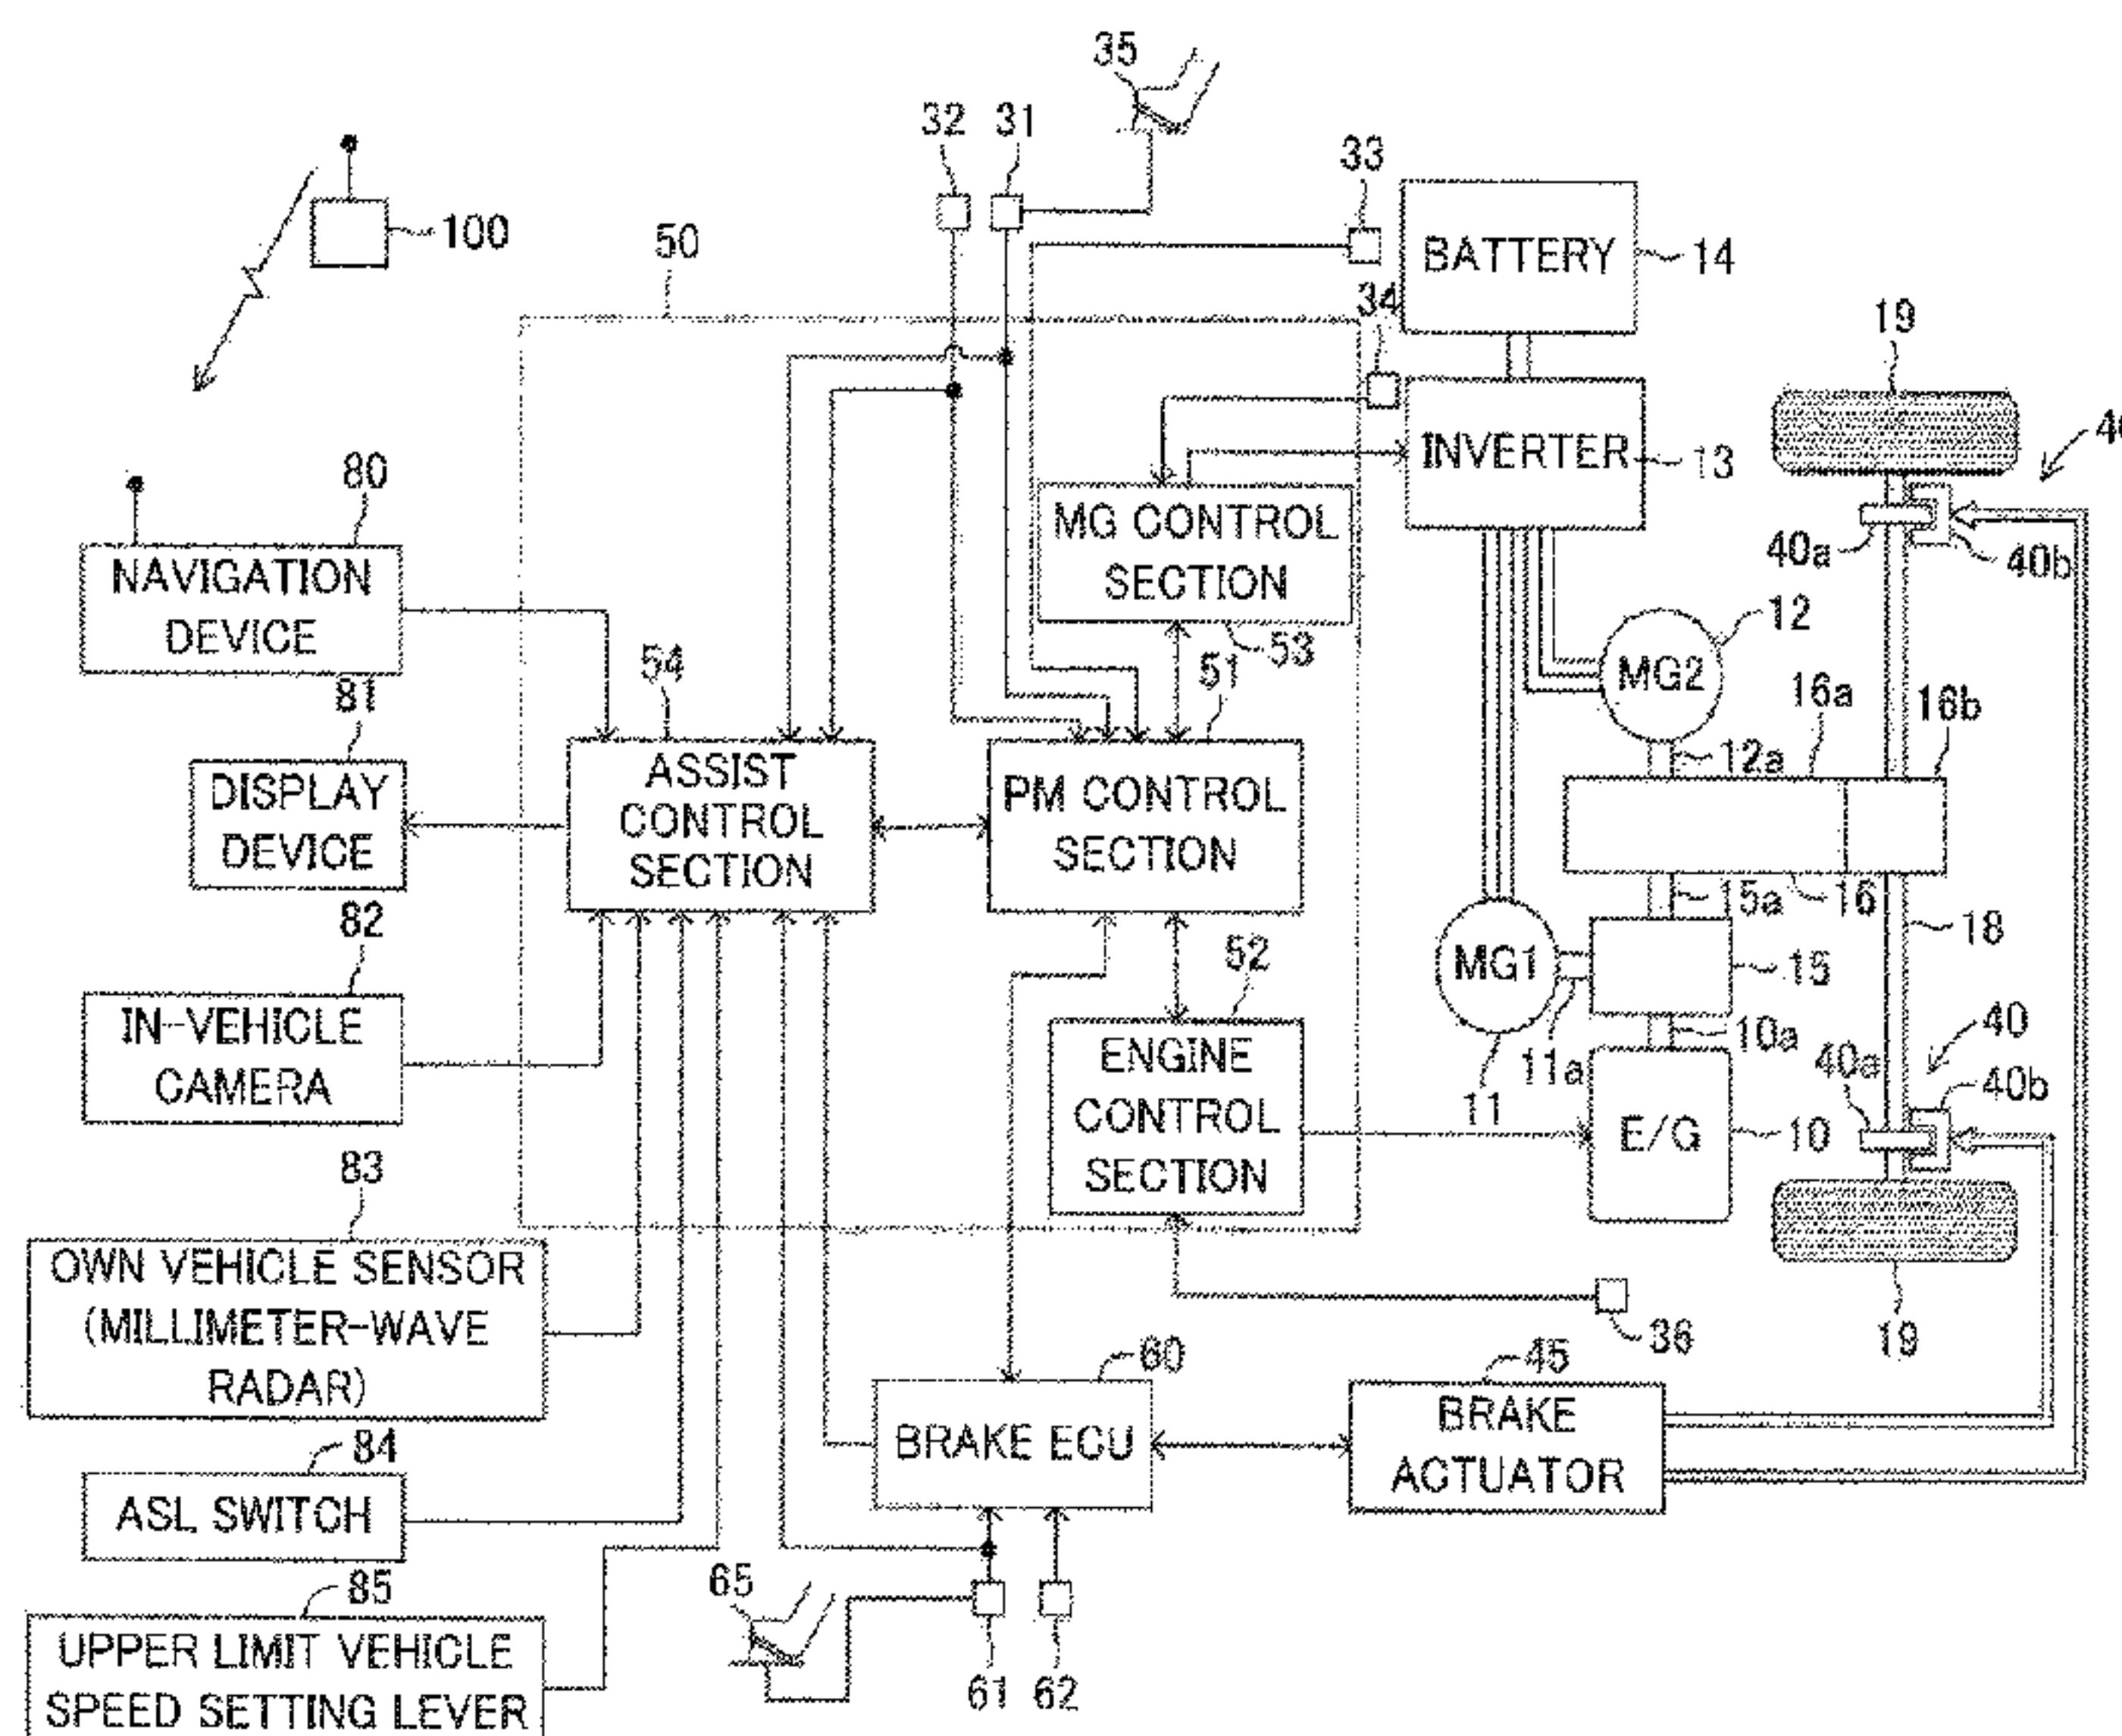 35
32 31
33
100
50
BATTERY
14
34
19
INVERTER
13
40
80
MG CONTROL
SECTION
40a
40b
NAVIGATION
DEVICE
53
12
54
51
MG2
81
16a
16b
12a
DISPLAY
DEVICE
ASSIST
CONTROL
SECTION
PM CONTROL
SECTION
15a
16
82
52
18
MG1
15
IN-VEHICLE
CAMERA
ENGINE
CONTROL
SECTION
10a
11a
11
40
40a
40b
E/G
10
83
OWN VEHICLE SENSOR
(MILLIMETER-WAVE
RADAR)
36
19
60
45
BRAKE ECU
BRAKE
ACTUATOR
84
ASL SWITCH
85
65
UPPER LIMIT VEHICLE
SPEED SETTING LEVER
61 62